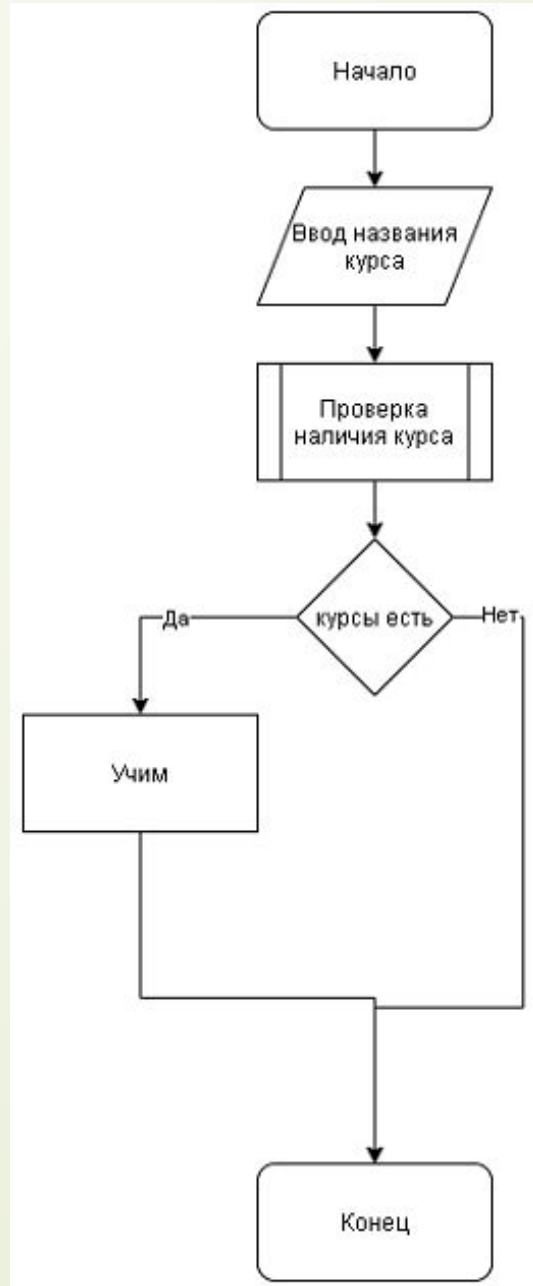 Начало
Ввод названия
курса
Проверка
наличия курса
курсы есть
Да
Нет
Учим
Конец